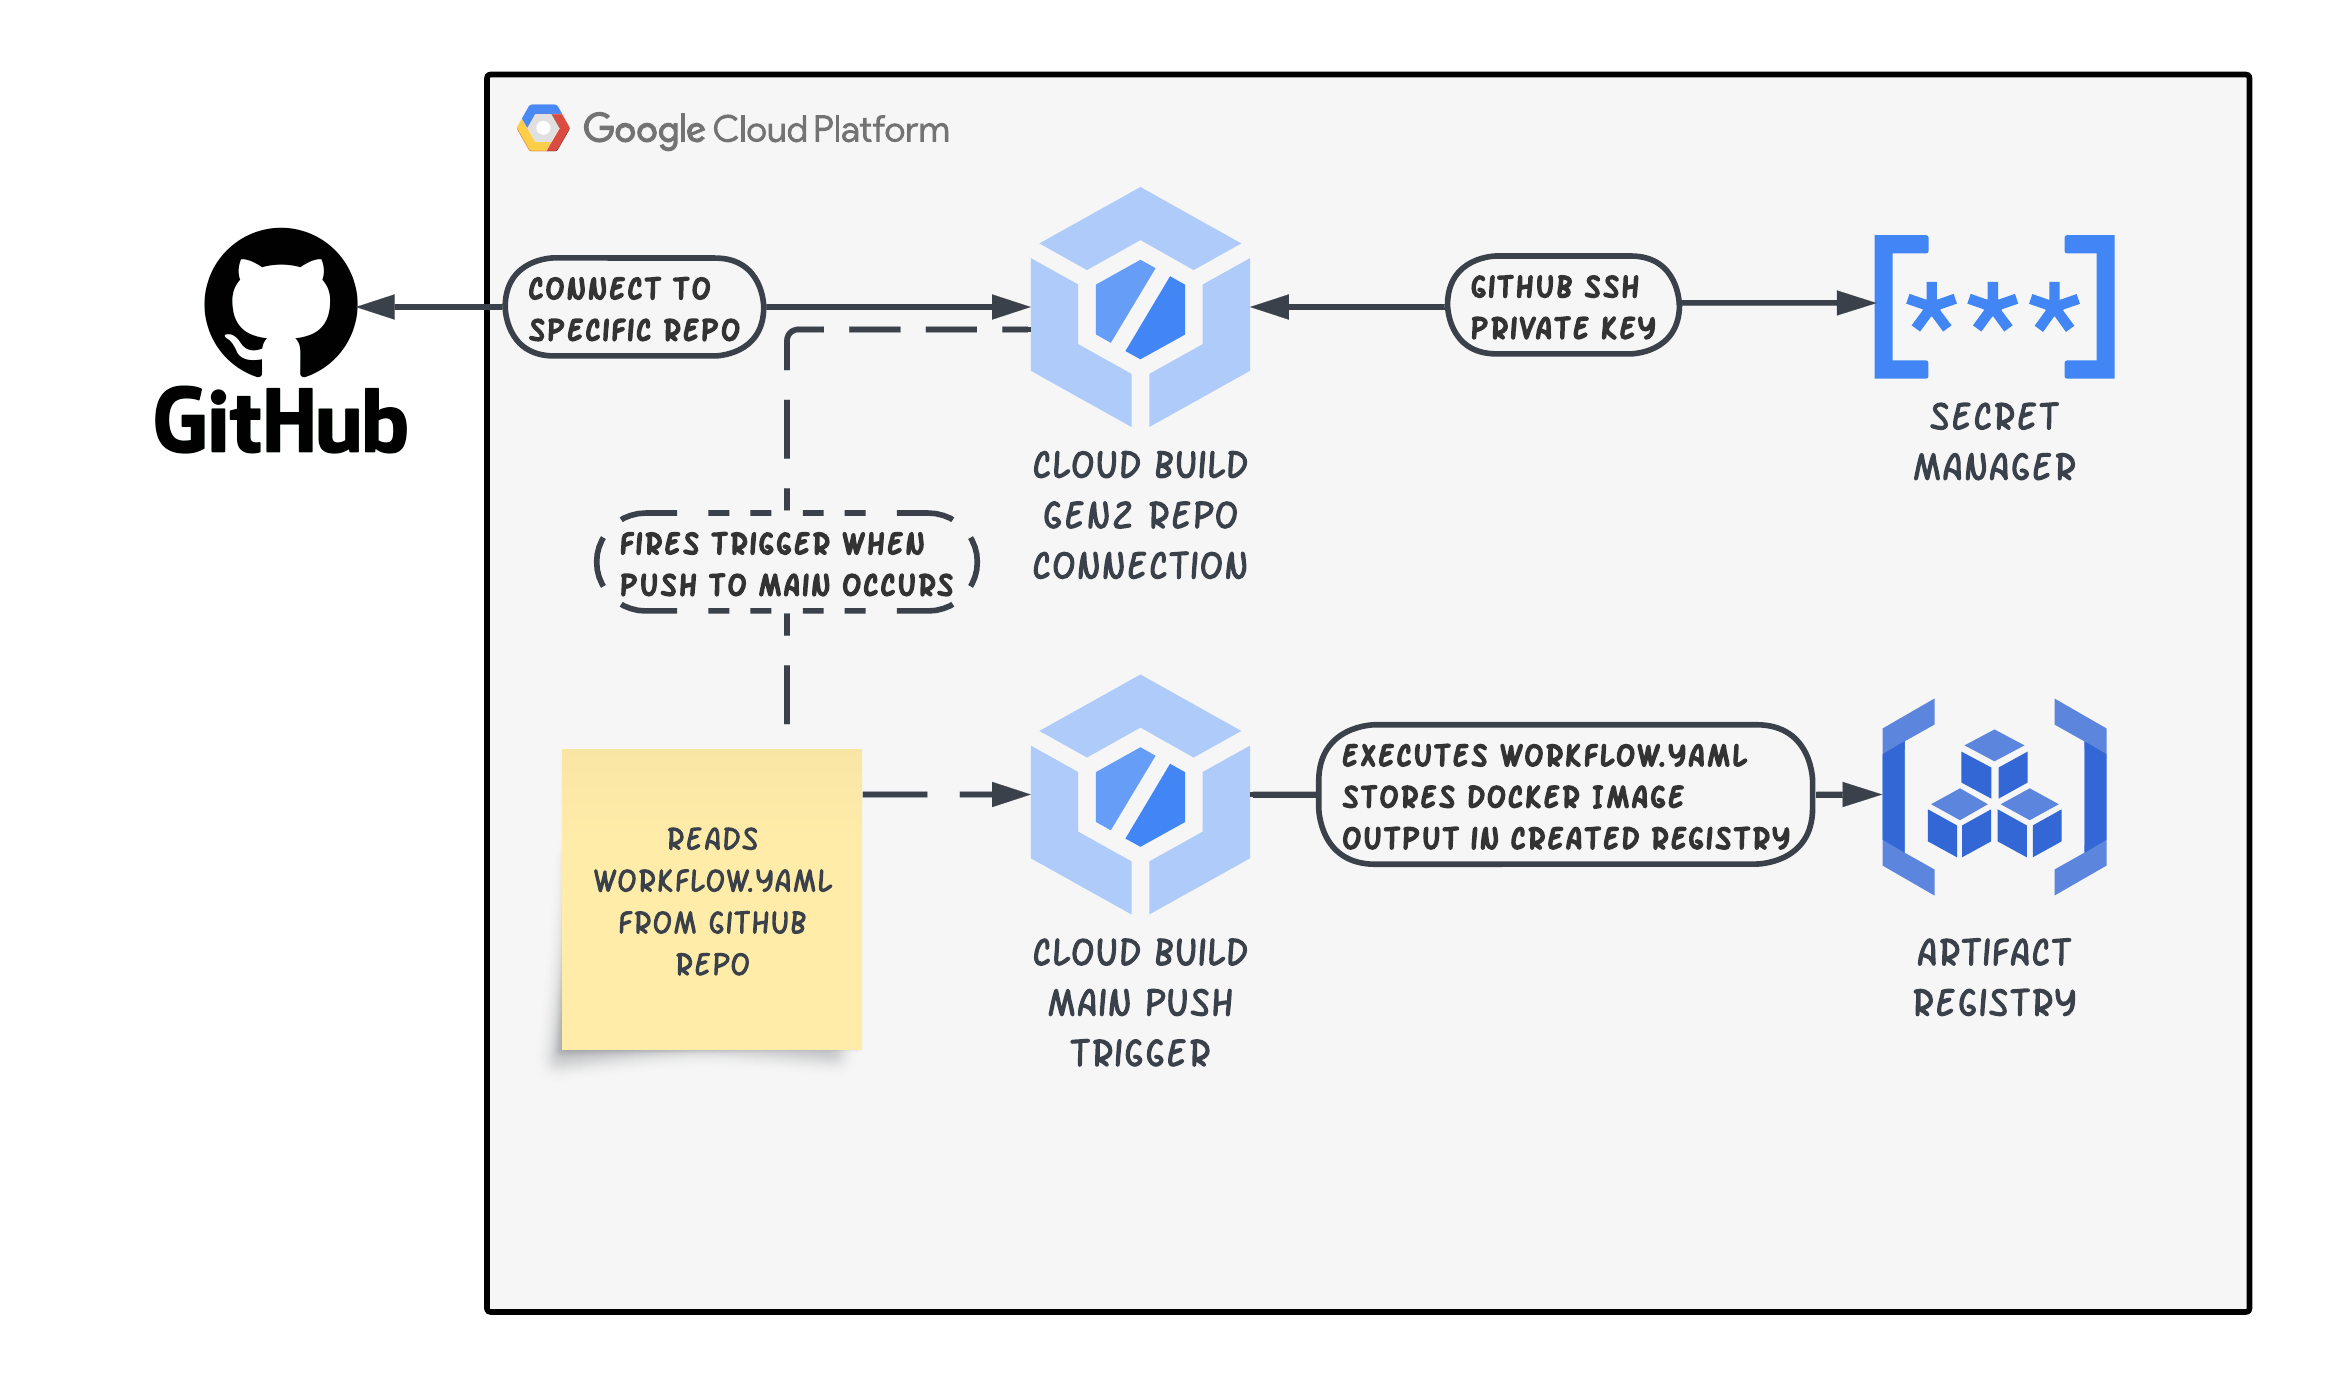 Google Cloud Platform
GitHub
CONNECT TO
SPECIFIC REPO
GITHUB SSH
PRIVATE KEY
***
SECRET
MANAGER
CLOUD BUILD
GEN2 REPO
CONNECTION
FIRES TRIGGER WHEN
PUSH TO MAIN OCCURS
READS
WORKFLOW.YAML
FROM GITHUB
REPO
CLOUD BUILD
MAIN PUSH
TRIGGER
EXECUTES WORKFLOW.YAML
STORES DOCKER IMAGE
OUTPUT IN CREATED REGISTRY
ARTIFACT
REGISTRY